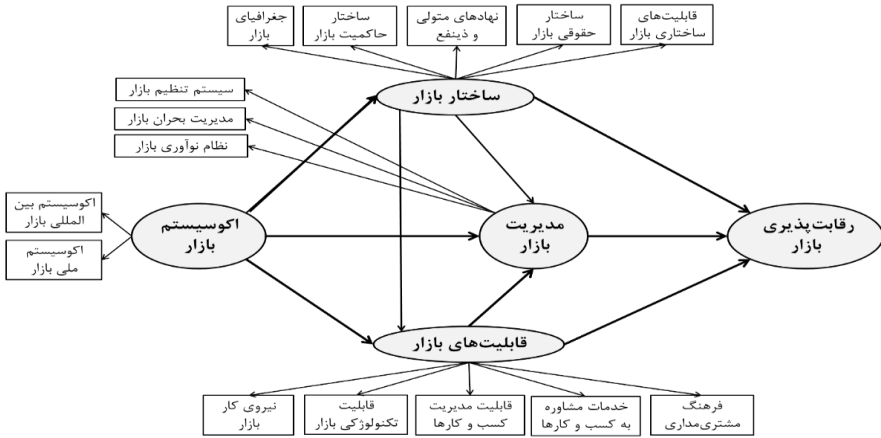 قابلیت‌های
ساختاری بازار
ساختار
حقوقی بازار
نهادهای متولی
و ذینفع
ساختار
حاکمیت بازار
جغرافیای
بازار
ساختار بازار
سیستم تنظیم بازار
مدیریت بحران بازار
نظام نوآوری بازار
اکوسیستم بین
المللی بازار
اکوسیستم
ملی بازار
اکوسیستم
بازار
مدیریت
بازار
رقابت‌پذیری
بازار
قابلیت‌های بازار
فرهنگ
مشتری‌مداری
خدمات مشاوره
به کسب و کارها
قابلیت مدیریت
کسب و کارها
قابلیت
تکنولوژکی بازار
نیروی کار
بازار